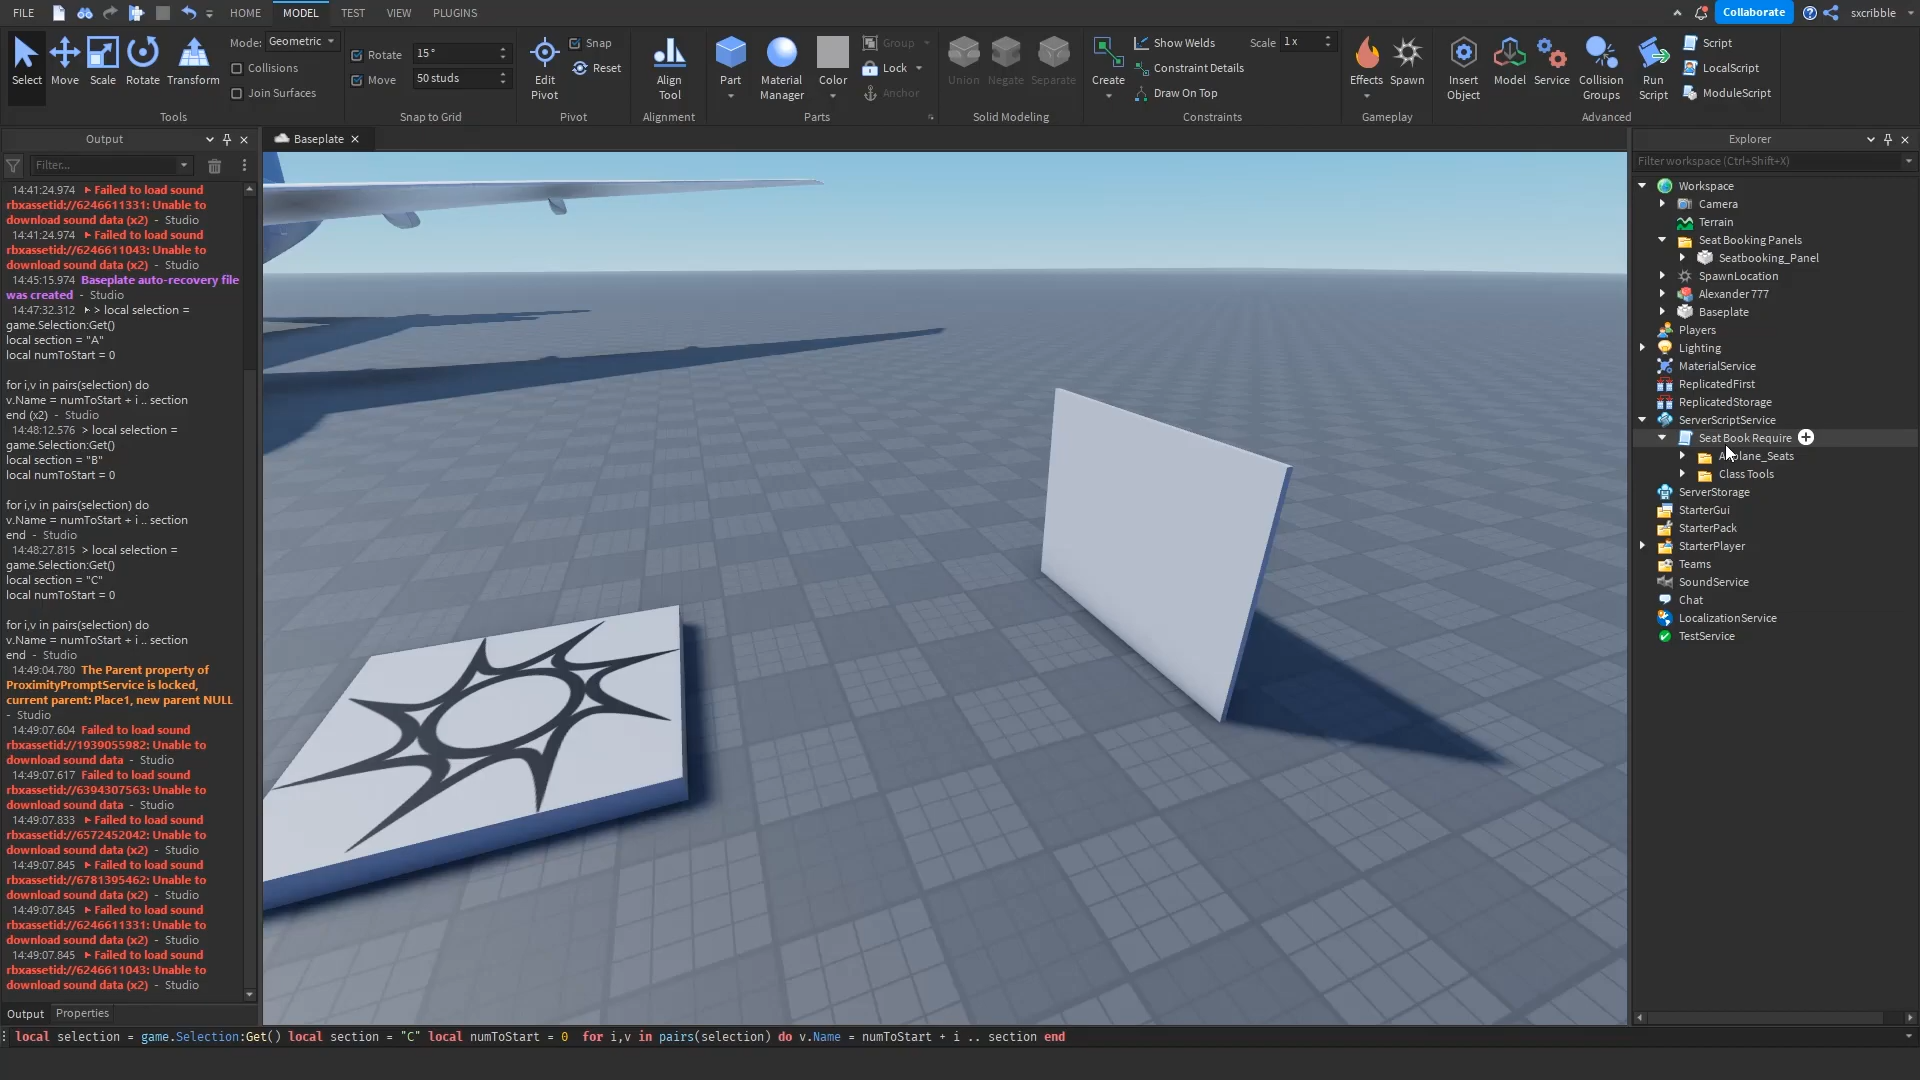 FILE
HOME
MODEL
TEST
VIEW
PLUGINS
Collaborate
sxcribble
Select
Move
Scale
Rotate
Transform
Mode: Geometric
Collisions
Join Surfaces
Tools
Rotate 15°
Move 50 studs
Snap to Grid
Edit
Pivot
Snap
Reset
Pivot
Align
Tool
Alignment
Part
Material
Manager
Color
Group
Lock
Anchor
Parts
Union
Negate
Separate
Solid Modeling
Create
Show Welds
Scale 1 x
Constraint Details
Draw On Top
Constraints
Effects
Spawn
Gameplay
Insert
Object
Model
Service
Collision
Groups
Run
Script
Script
LocalScript
ModuleScript
Advanced
Output
Filter...
14:41:24.974 Failed to load sound
rbxassetid://6246611331: Unable to
download sound data (x2) - Studio
14:41:24.974 Failed to load sound
rbxassetid://6246611043: Unable to
download sound data (x2) - Studio
14:45:15.974 Baseplate auto-recovery file
was created - Studio
14:47:32.312 > local selection =
game.Selection:Get()
local section = "A"
local numToStart = 0
for i,v in pairs(selection) do
v.Name = numToStart + i .. section
end (x2) - Studio
14:48:12.576 > local selection =
game.Selection:Get()
local section = "B"
local numToStart = 0
for i,v in pairs(selection) do
v.Name = numToStart + i .. section
end - Studio
14:48:27.815 > local selection =
game.Selection:Get()
local section = "C"
local numToStart = 0
for i,v in pairs(selection) do
v.Name = numToStart + i .. section
end - Studio
14:49:04.780 The Parent property of
ProximityPromptService is locked,
current parent: Place1, new parent NULL
- Studio
14:49:07.604 Failed to load sound
rbxassetid://1939055982: Unable to
download sound data - Studio
14:49:07.617 Failed to load sound
rbxassetid://6394307563: Unable to
download sound data - Studio
14:49:07.833 Failed to load sound
rbxassetid://6572452042: Unable to
download sound data (x2) - Studio
14:49:07.845 Failed to load sound
rbxassetid://6781395462: Unable to
download sound data (x2) - Studio
14:49:07.845 Failed to load sound
rbxassetid://6246611331: Unable to
download sound data (x2) - Studio
14:49:07.845 Failed to load sound
rbxassetid://6246611043: Unable to
download sound data (x2) - Studio
Output
Properties
Baseplate
Explorer
Filter workspace (Ctrl+Shift+X)
Workspace
Camera
Terrain
Seat Booking Panels
Seatbooking_Panel
SpawnLocation
Alexander 777
Baseplate
Players
Lighting
MaterialService
ReplicatedFirst
ReplicatedStorage
ServerScriptService
Seat Book Require
Airplane_Seats
Class Tools
ServerStorage
StarterGui
StarterPack
StarterPlayer
Teams
SoundService
Chat
LocalizationService
TestService
local selection = game.Selection:Get() local section = "C" local numToStart = 0 for i,v in pairs(selection) do v.Name = numToStart + i .. section end